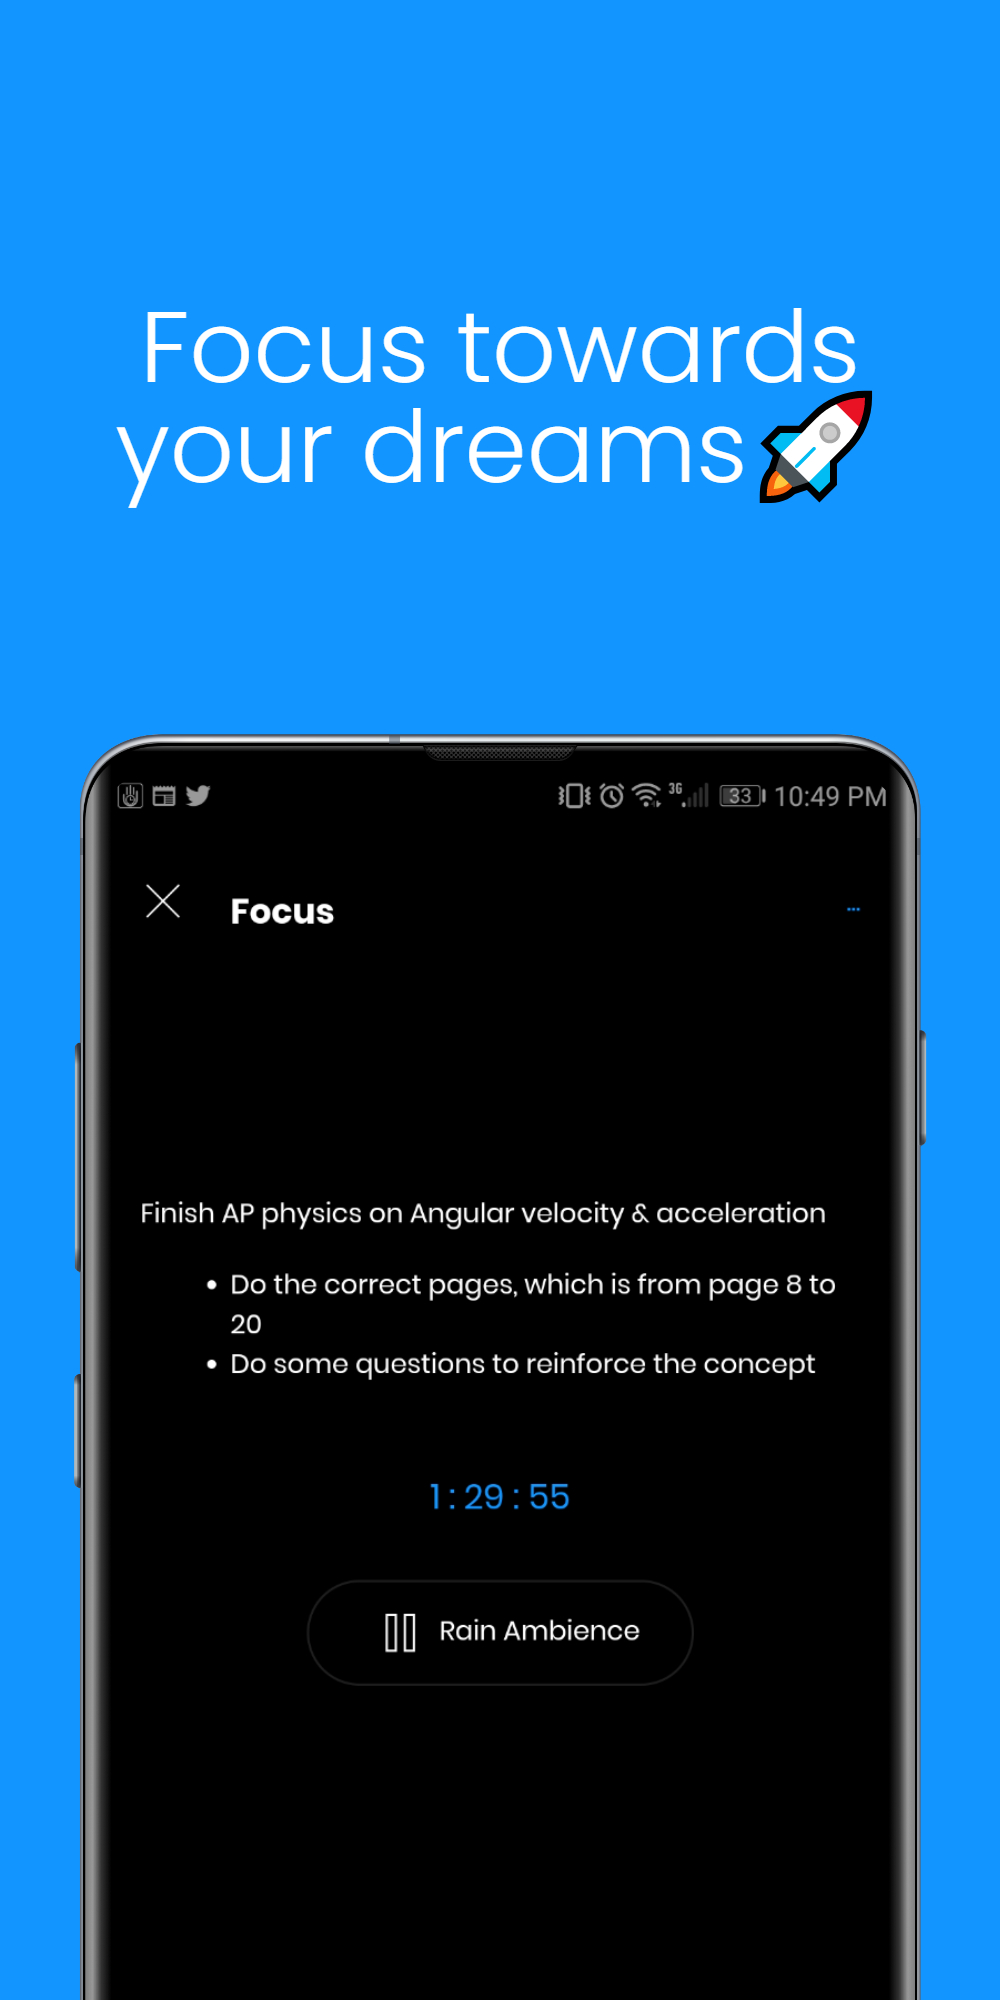 Focus towards
your dreams
3G
33
10:49 PM
Focus
Finish AP physics on Angular velocity & acceleration
• Do the correct pages, which is from page 8 to
20
• Do some questions to reinforce the concept
1 : 29 : 55
Rain Ambience